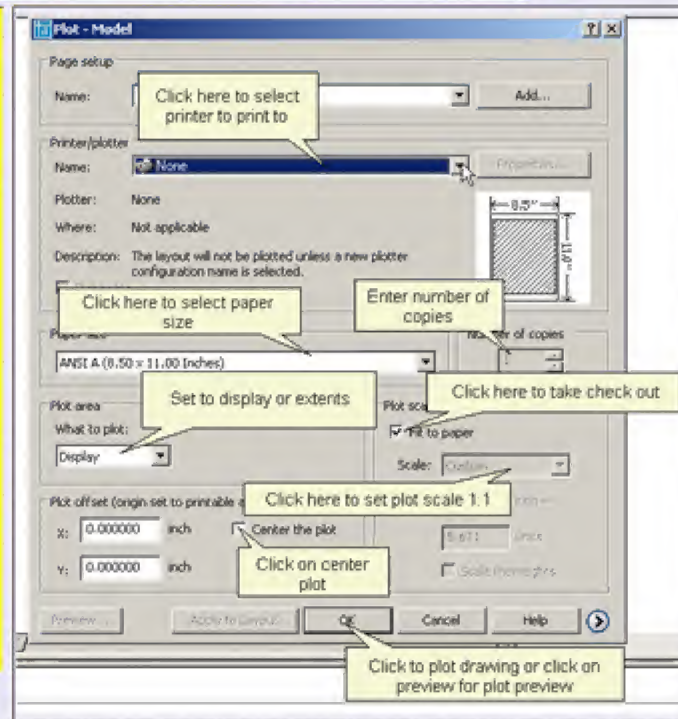 Plot - Model
Page setup
Name:
Click here to select
printer to print to
Add...
Printer/plotter
Name:
None
Properties...
Plotter:
None
Where:
Not applicable
Description:
The layout will not be plotted unless a new plotter
configuration name is selected.
8.5"
11.0"
Click here to select paper
size
Enter number of
copies
Number of copies
ANSI A (8.50 x 11.00 Inches)
1
Plot area
What to plot:
Display
Set to display or extents
Click here to take check out
Fit to paper
Scale:
Custom
Plot offset (origin set to printable
Click here to set plot scale 1:1
X:
0.000000
inch
Center the plot
Y:
0.000000
inch
Click on center
plot
Preview...
Apply to Layout
OK
Cancel
Help
Click to plot drawing or click on
preview for plot preview